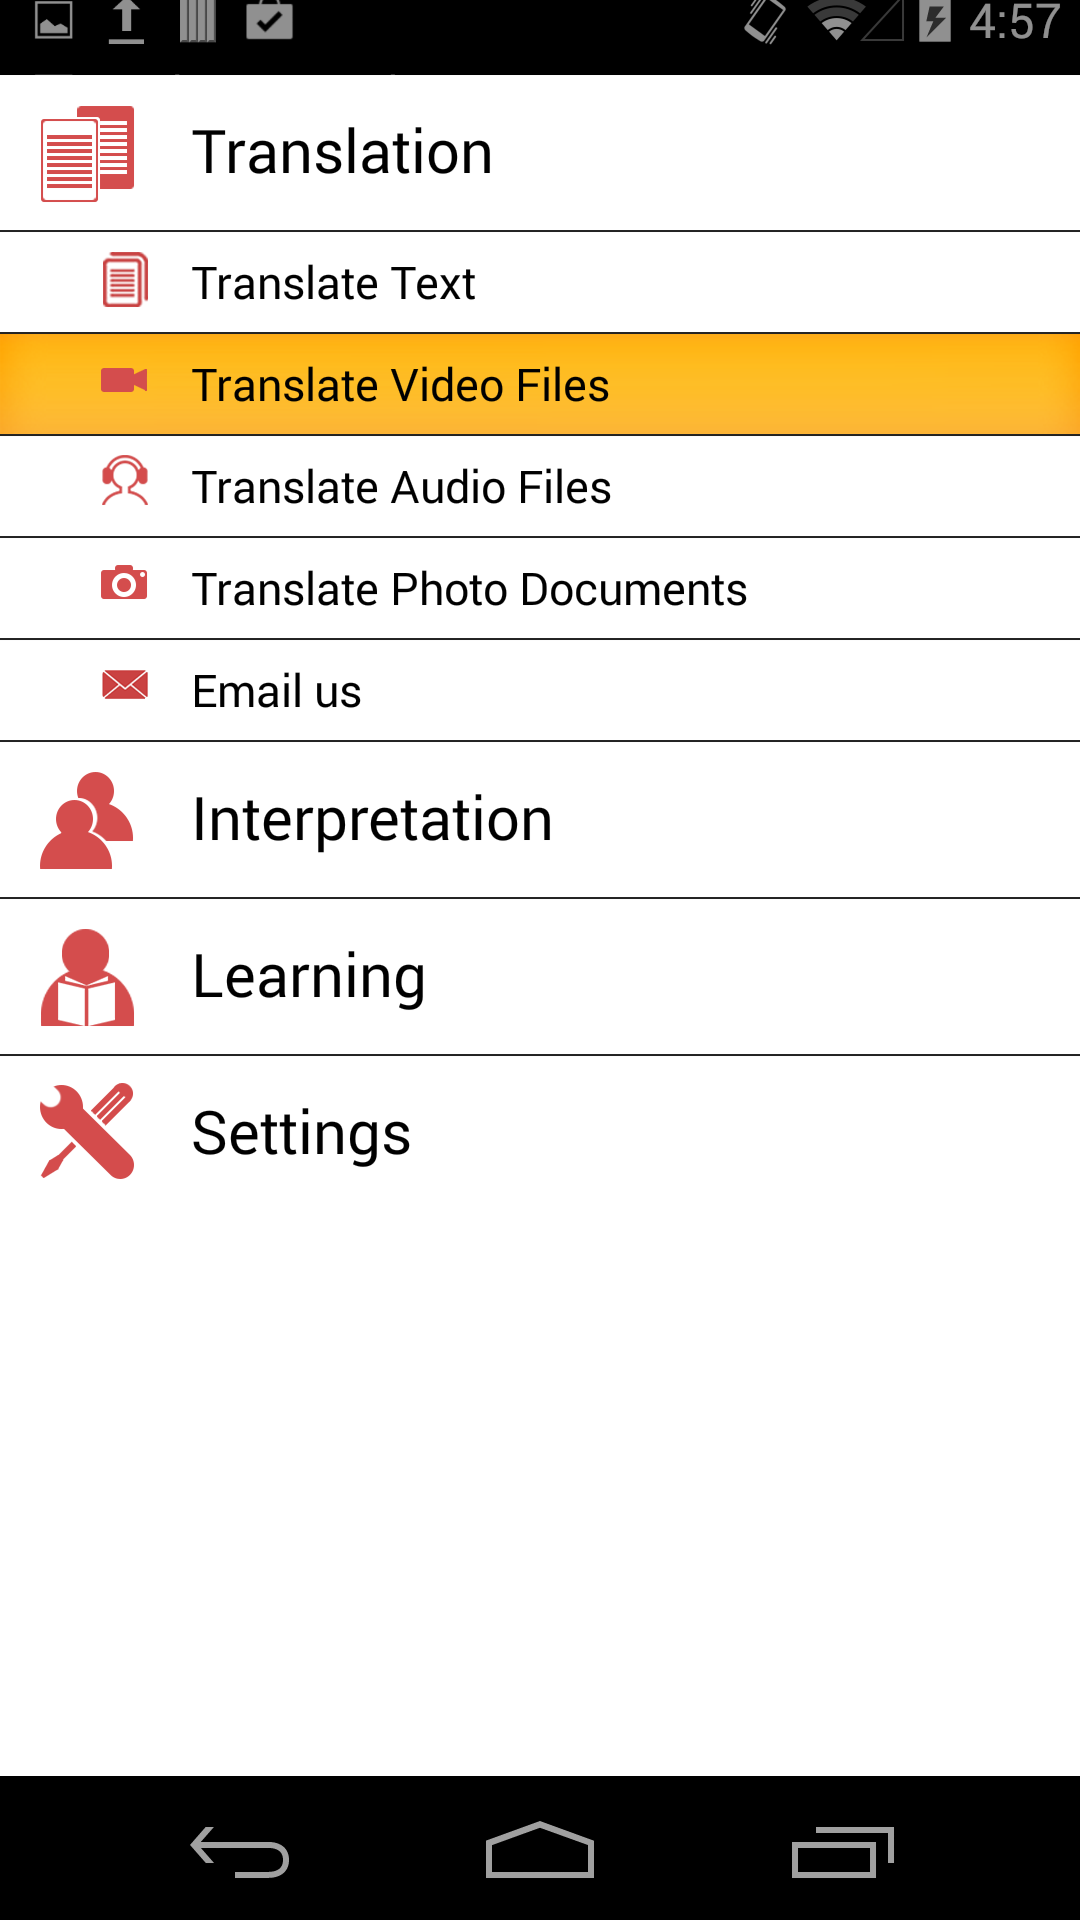 4:57
Translation
Translate Text
Translate Video Files
Translate Audio Files
Translate Photo Documents
Email us
Interpretation
Learning
Settings